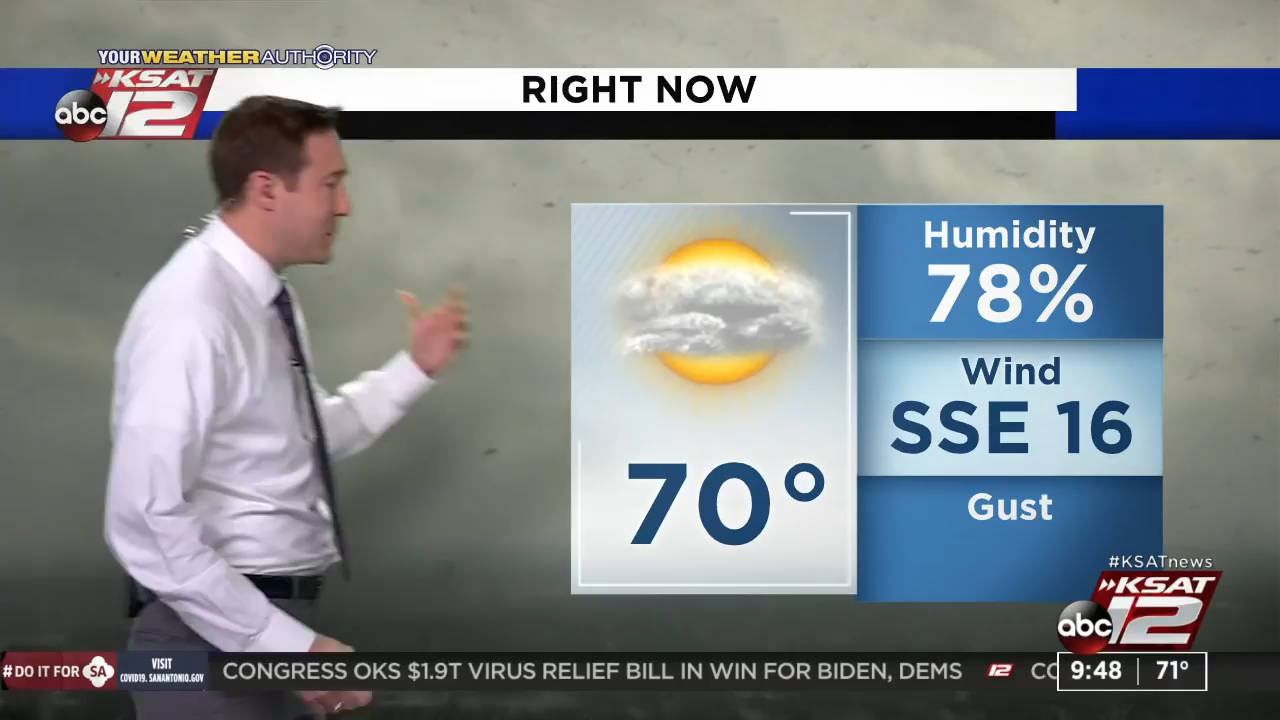 YOURWEATHERAUTHORITY
KSAT
abc 12
RIGHT NOW
Humidity
78%
Wind
SSE 16
70°
Gust
#KSATnews
KSAT
abc 12
#DO IT FOR SA
VISIT
COVID19.SANANTONIO.GOV
CONGRESS OKS $1.9T VIRUS RELIEF BILL IN WIN FOR BIDEN, DEMS 12
9:48 71°